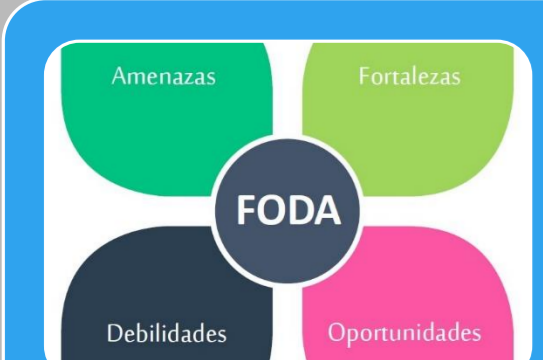 Amenazas
Fortalezas
FODA
Debilidades
Oportunidades